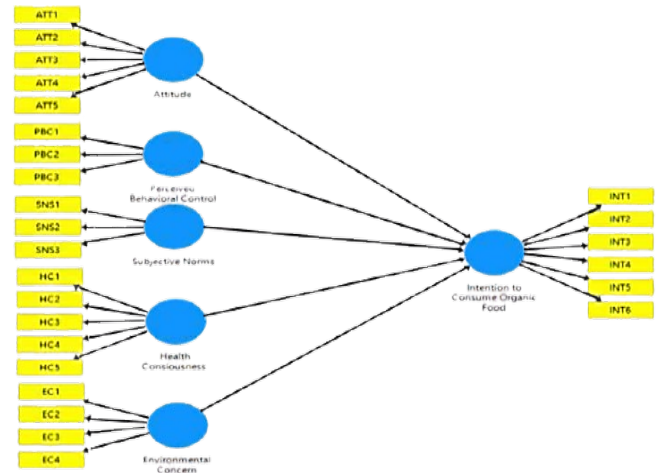 ATT1
ATT2
ATT3
ATT4
ATT5
Attitude
PBC1
PBC2
PBC3
Perceived
Behavioral Control
SNS1
SNS2
SNS3
Subjective Norms
HC1
HC2
HC3
HC4
HC5
Health
Consiousness
EC1
EC2
EC3
EC4
Environmental
Concern
Intention to
Consume Organic
Food
INT1
INT2
INT3
INT4
INT5
INT6